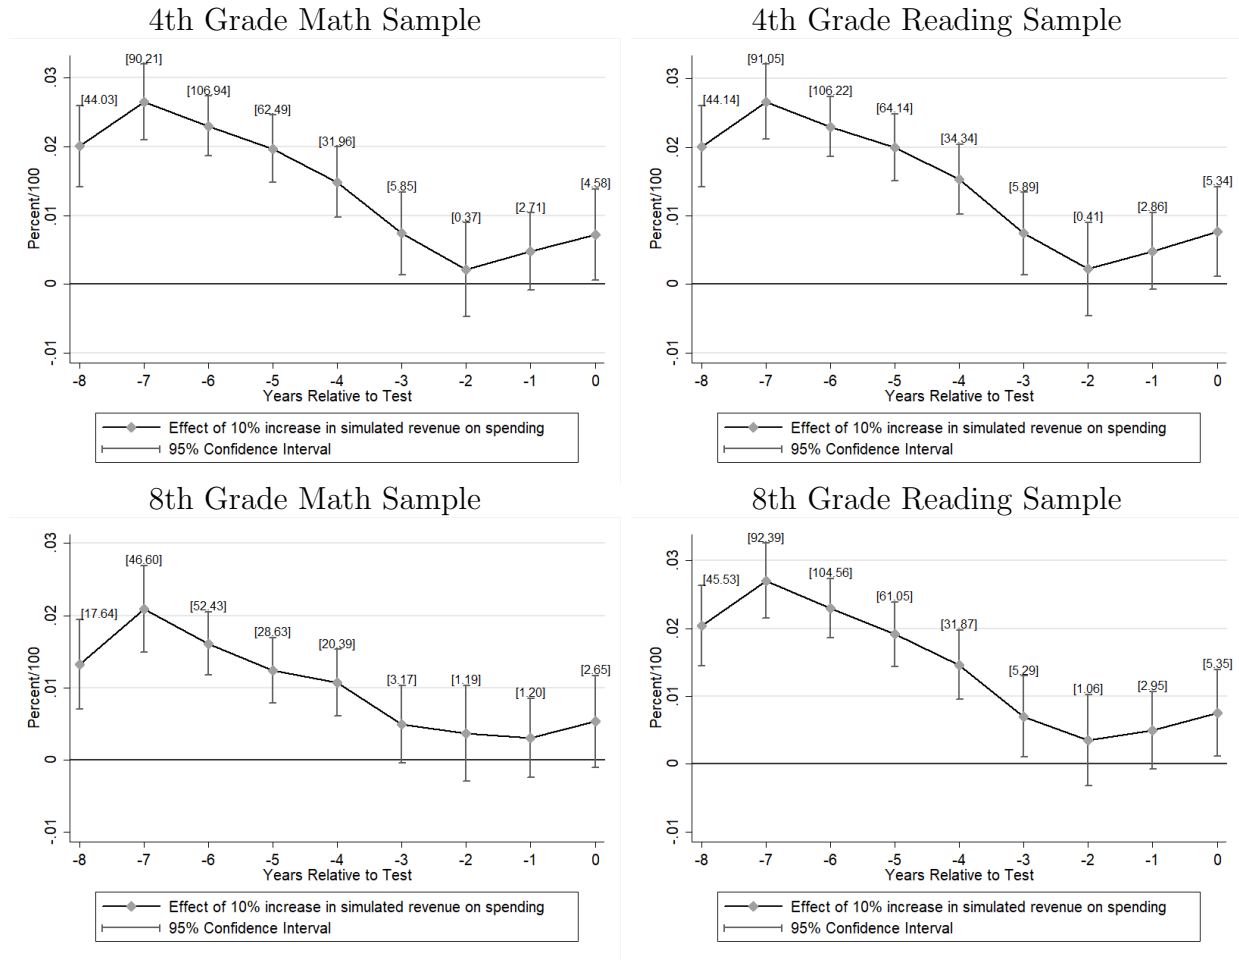 4th Grade Math Sample
[44.03] [90.21] [106.94] [62.49] [31.96] [5.85] [0.37] [2.71] [4.58]
Percent/100
.03
.02
.01
0
-.01
-8 -7 -6 -5 -4 -3 -2 -1 0
Years Relative to Test
Effect of 10% increase in simulated revenue on spending
95% Confidence Interval
4th Grade Reading Sample
[44.14] [91.05] [106.22] [64.14] [34.34] [5.89] [0.41] [2.86] [5.34]
Percent/100
.03
.02
.01
0
-.01
-8 -7 -6 -5 -4 -3 -2 -1 0
Years Relative to Test
Effect of 10% increase in simulated revenue on spending
95% Confidence Interval
8th Grade Math Sample
[17.64] [46.60] [52.43] [28.63] [20.39] [3.17] [1.19] [1.20] [2.65]
Percent/100
.03
.02
.01
0
-.01
-8 -7 -6 -5 -4 -3 -2 -1 0
Years Relative to Test
Effect of 10% increase in simulated revenue on spending
95% Confidence Interval
8th Grade Reading Sample
[45.53] [92.39] [104.56] [61.05] [31.87] [5.29] [1.06] [2.95] [5.35]
Percent/100
.03
.02
.01
0
-.01
-8 -7 -6 -5 -4 -3 -2 -1 0
Years Relative to Test
Effect of 10% increase in simulated revenue on spending
95% Confidence Interval